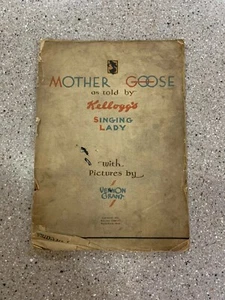 MOTHER GOOSE
as told by
Kellogg's
SINGING
LADY
with
Pictures by
VERNON
GRANT